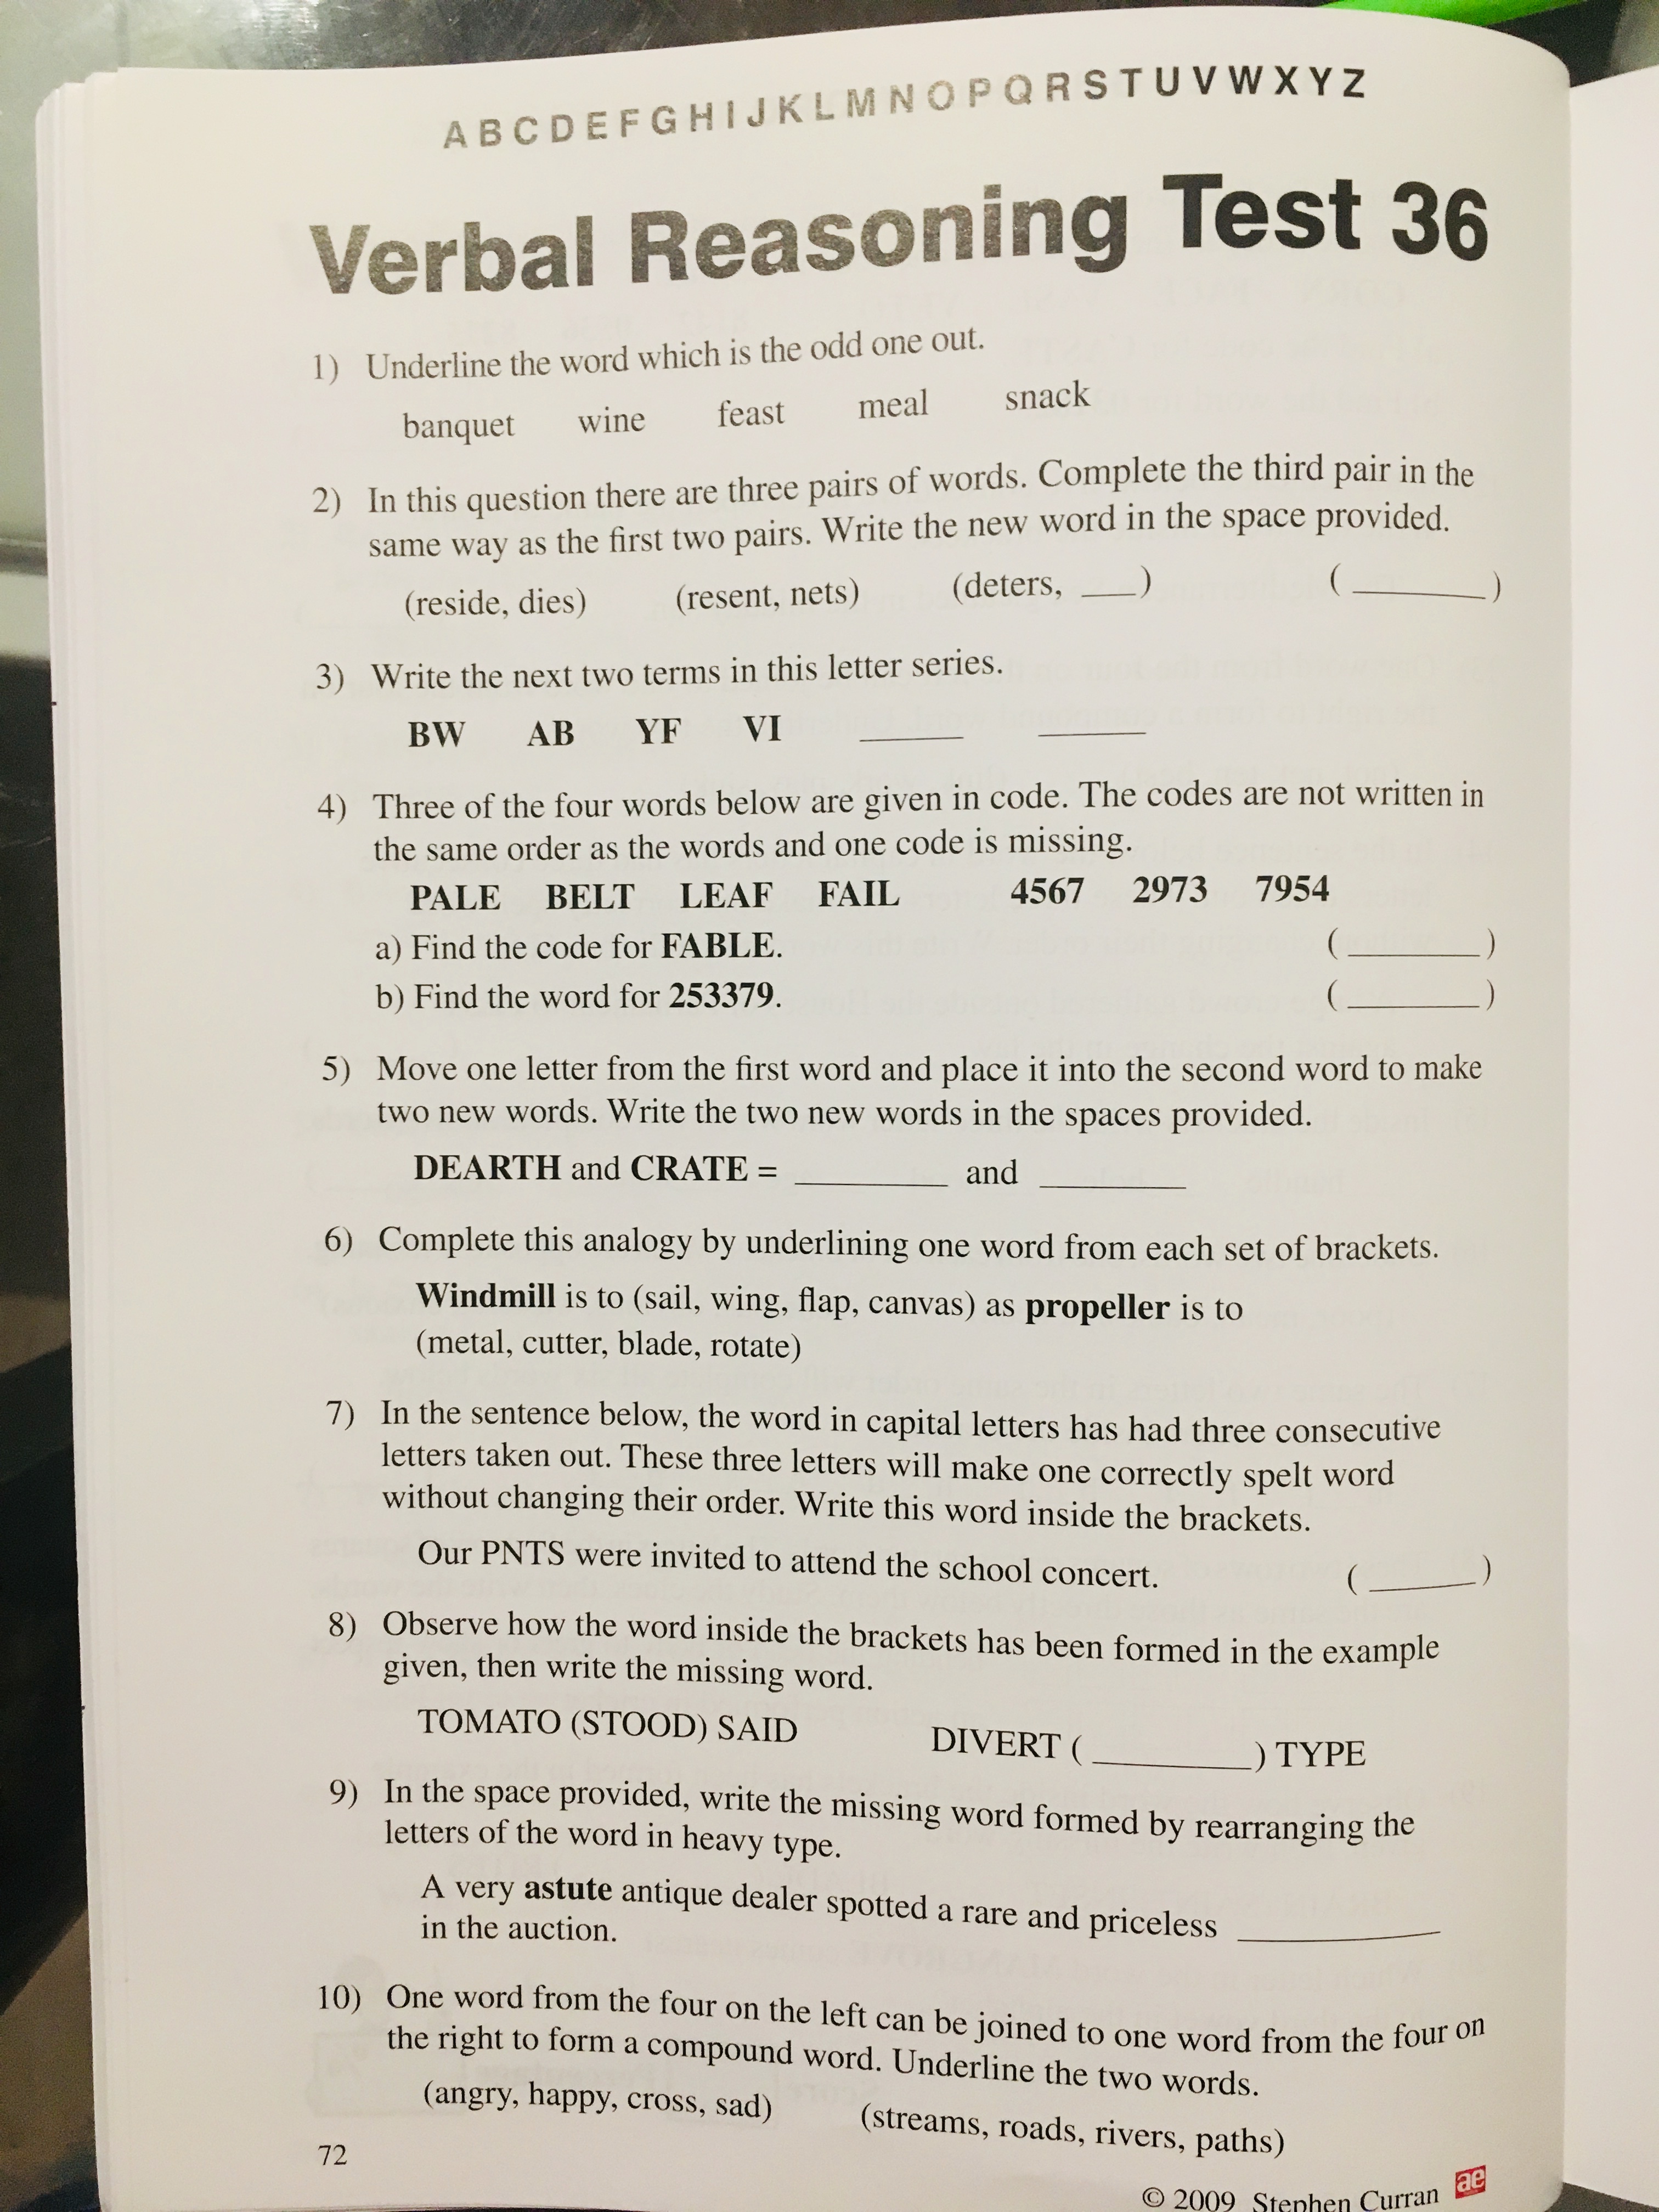 A B C D E F G H I J K L M N O P Q R S T U V W X Y Z
Verbal Reasoning Test 36
1) Underline the word which is the odd one out.
banquet wine feast meal snack
2) In this question there are three pairs of words. Complete the third pair in the
same way as the first two pairs. Write the new word in the space provided.
(reside, dies) (resent, nets) (deters, ___) (________)
3) Write the next two terms in this letter series.
BW AB YF VI ______ ______
4) Three of the four words below are given in code. The codes are not written in
the same order as the words and one code is missing.
PALE BELT LEAF FAIL 4567 2973 7954
a) Find the code for FABLE. (________)
b) Find the word for 253379. (________)
5) Move one letter from the first word and place it into the second word to make
two new words. Write the two new words in the spaces provided.
DEARTH and CRATE = ________ and ________
6) Complete this analogy by underlining one word from each set of brackets.
Windmill is to (sail, wing, flap, canvas) as propeller is to
(metal, cutter, blade, rotate)
7) In the sentence below, the word in capital letters has had three consecutive
letters taken out. These three letters will make one correctly spelt word
without changing their order. Write this word inside the brackets.
Our PNTS were invited to attend the school concert. (______)
8) Observe how the word inside the brackets has been formed in the example
given, then write the missing word.
TOMATO (STOOD) SAID DIVERT (________) TYPE
9) In the space provided, write the missing word formed by rearranging the
letters of the word in heavy type.
A very astute antique dealer spotted a rare and priceless __________
in the auction.
10) One word from the four on the left can be joined to one word from the four on
the right to form a compound word. Underline the two words.
(angry, happy, cross, sad) (streams, roads, rivers, paths)
72
© 2009 Stephen Curran ae